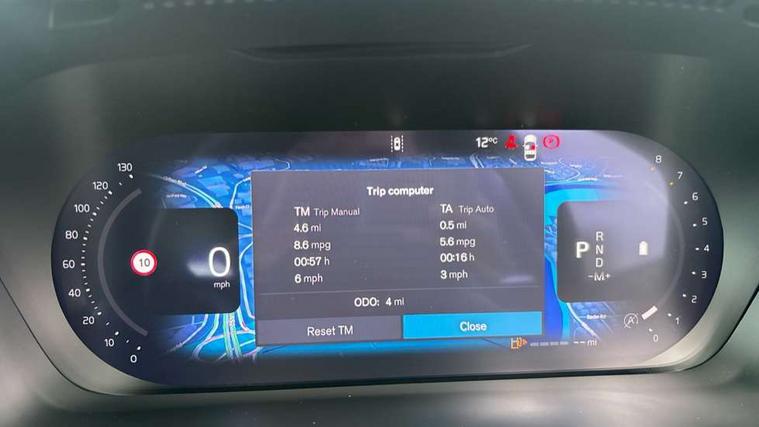 12°C
130
120
100
80
60
40
20
10
0
10
0
mph
Trip computer
TM Trip Manual
4.6 mi
8.6 mpg
00:57 h
6 mph
TA Trip Auto
0.5 mi
5.6 mpg
00:16 h
3 mph
ODO: 4 mi
Reset TM
Close
P
R
N
D
-M+
8
7
6
5
4
3
2
1
0
P
A
-- mi